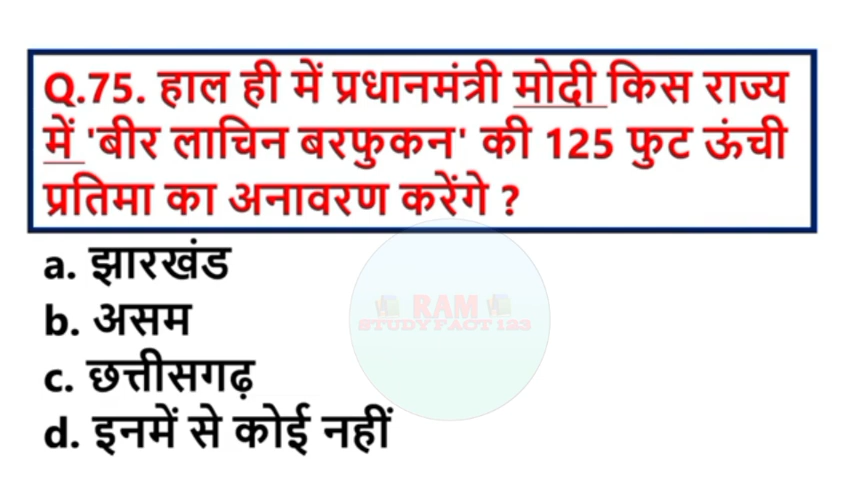 Q.75. हाल ही में प्रधानमंत्री मोदी किस राज्य
में 'बीर लाचिन बरफुकन' की 125 फुट ऊंची
प्रतिमा का अनावरण करेंगे ?
a. झारखंड
b. असम
c. छत्तीसगढ़
d. इनमें से कोई नहीं
RAM
STUDY FACT 123